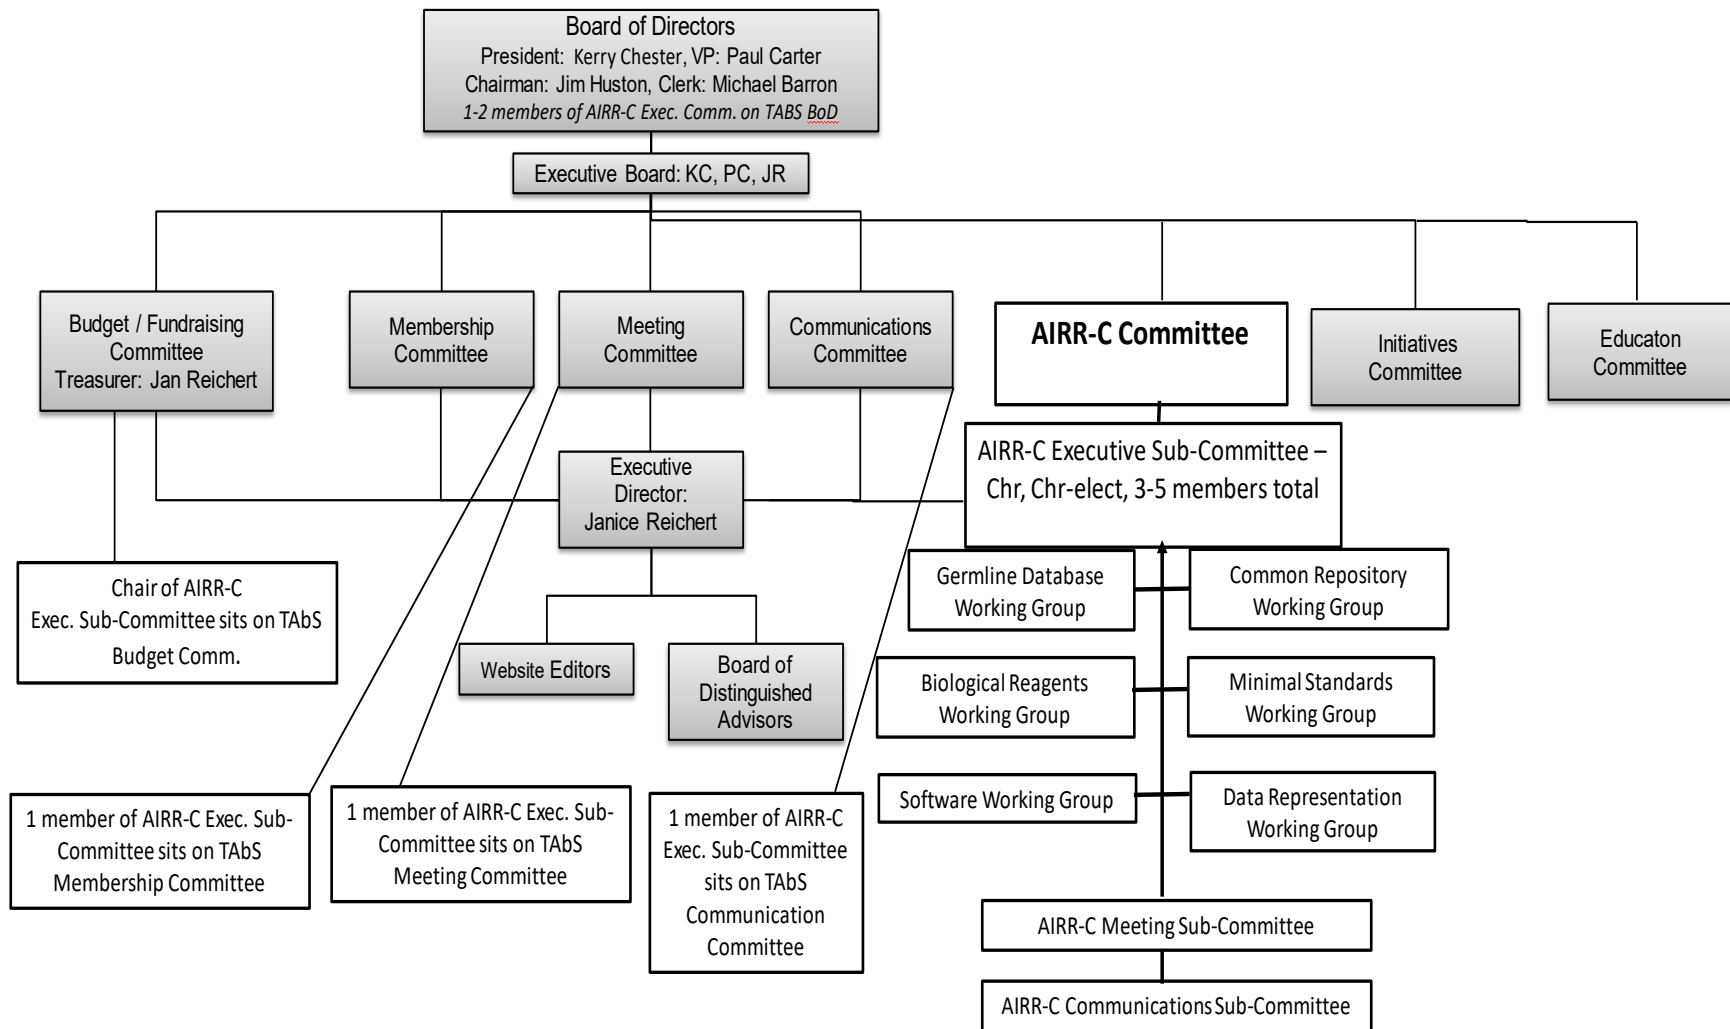 Board of Directors
President: Kerry Chester, VP: Paul Carter
Chairman: Jim Huston, Clerk: Michael Barron
1-2 members of AIRR-C Exec. Comm. on TABS BoD
Executive Board: KC, PC, JR
Budget / Fundraising
Committee
Treasurer: Jan Reichert
Membership
Committee
Meeting
Committee
Communications
Committee
AIRR-C Committee
Initiatives
Committee
Educaton
Committee
AIRR-C Executive Sub-Committee –
Chr, Chr-elect, 3-5 members total
Executive
Director:
Janice Reichert
Chair of AIRR-C
Exec. Sub-Committee sits on TAbS
Budget Comm.
Website Editors
Board of
Distinguished
Advisors
Germline Database
Working Group
Common Repository
Working Group
Biological Reagents
Working Group
Minimal Standards
Working Group
Software Working Group
Data Representation
Working Group
1 member of AIRR-C Exec. Sub-
Committee sits on TAbS
Membership Committee
1 member of AIRR-C Exec. Sub-
Committee sits on TAbS
Meeting Committee
1 member of AIRR-C
Exec. Sub-Committee
sits on TAbS
Communication
Committee
AIRR-C Meeting Sub-Committee
AIRR-C Communications Sub-Committee